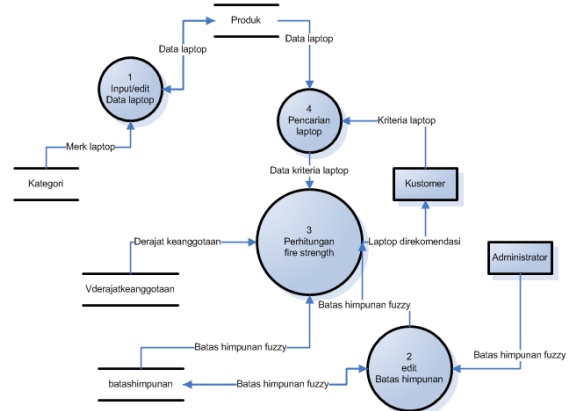 Produk
Data laptop
Data laptop
1
Input/edit
Data laptop
4
Pencarian
laptop
Kriteria laptop
Merk laptop
Data kriteria laptop
Kategori
Kustomer
3
Perhitungan
fire strength
Derajat keanggotaan
Laptop direkomendasi
Administrator
Vderajatkeanggotaan
Batas himpunan fuzzy
Batas himpunan fuzzy
2
edit
Batas himpunan
Batas himpunan fuzzy
batashimpunan
Batas himpunan fuzzy